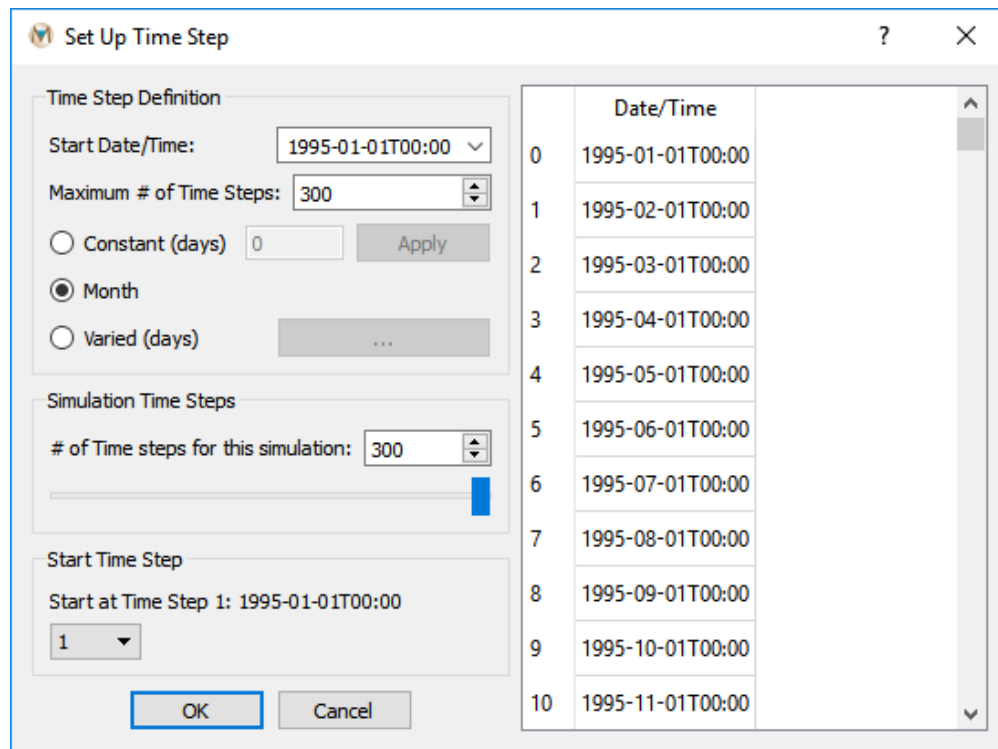 Set Up Time Step
?
Time Step Definition
Start Date/Time:
1995-01-01T00:00
Maximum # of Time Steps:
300
Constant (days)
0
Apply
Month
Varied (days)
...
Simulation Time Steps
# of Time steps for this simulation:
300
Start Time Step
Start at Time Step 1: 1995-01-01T00:00
1
OK
Cancel
Date/Time
0 1995-01-01T00:00
1 1995-02-01T00:00
2 1995-03-01T00:00
3 1995-04-01T00:00
4 1995-05-01T00:00
5 1995-06-01T00:00
6 1995-07-01T00:00
7 1995-08-01T00:00
8 1995-09-01T00:00
9 1995-10-01T00:00
10 1995-11-01T00:00